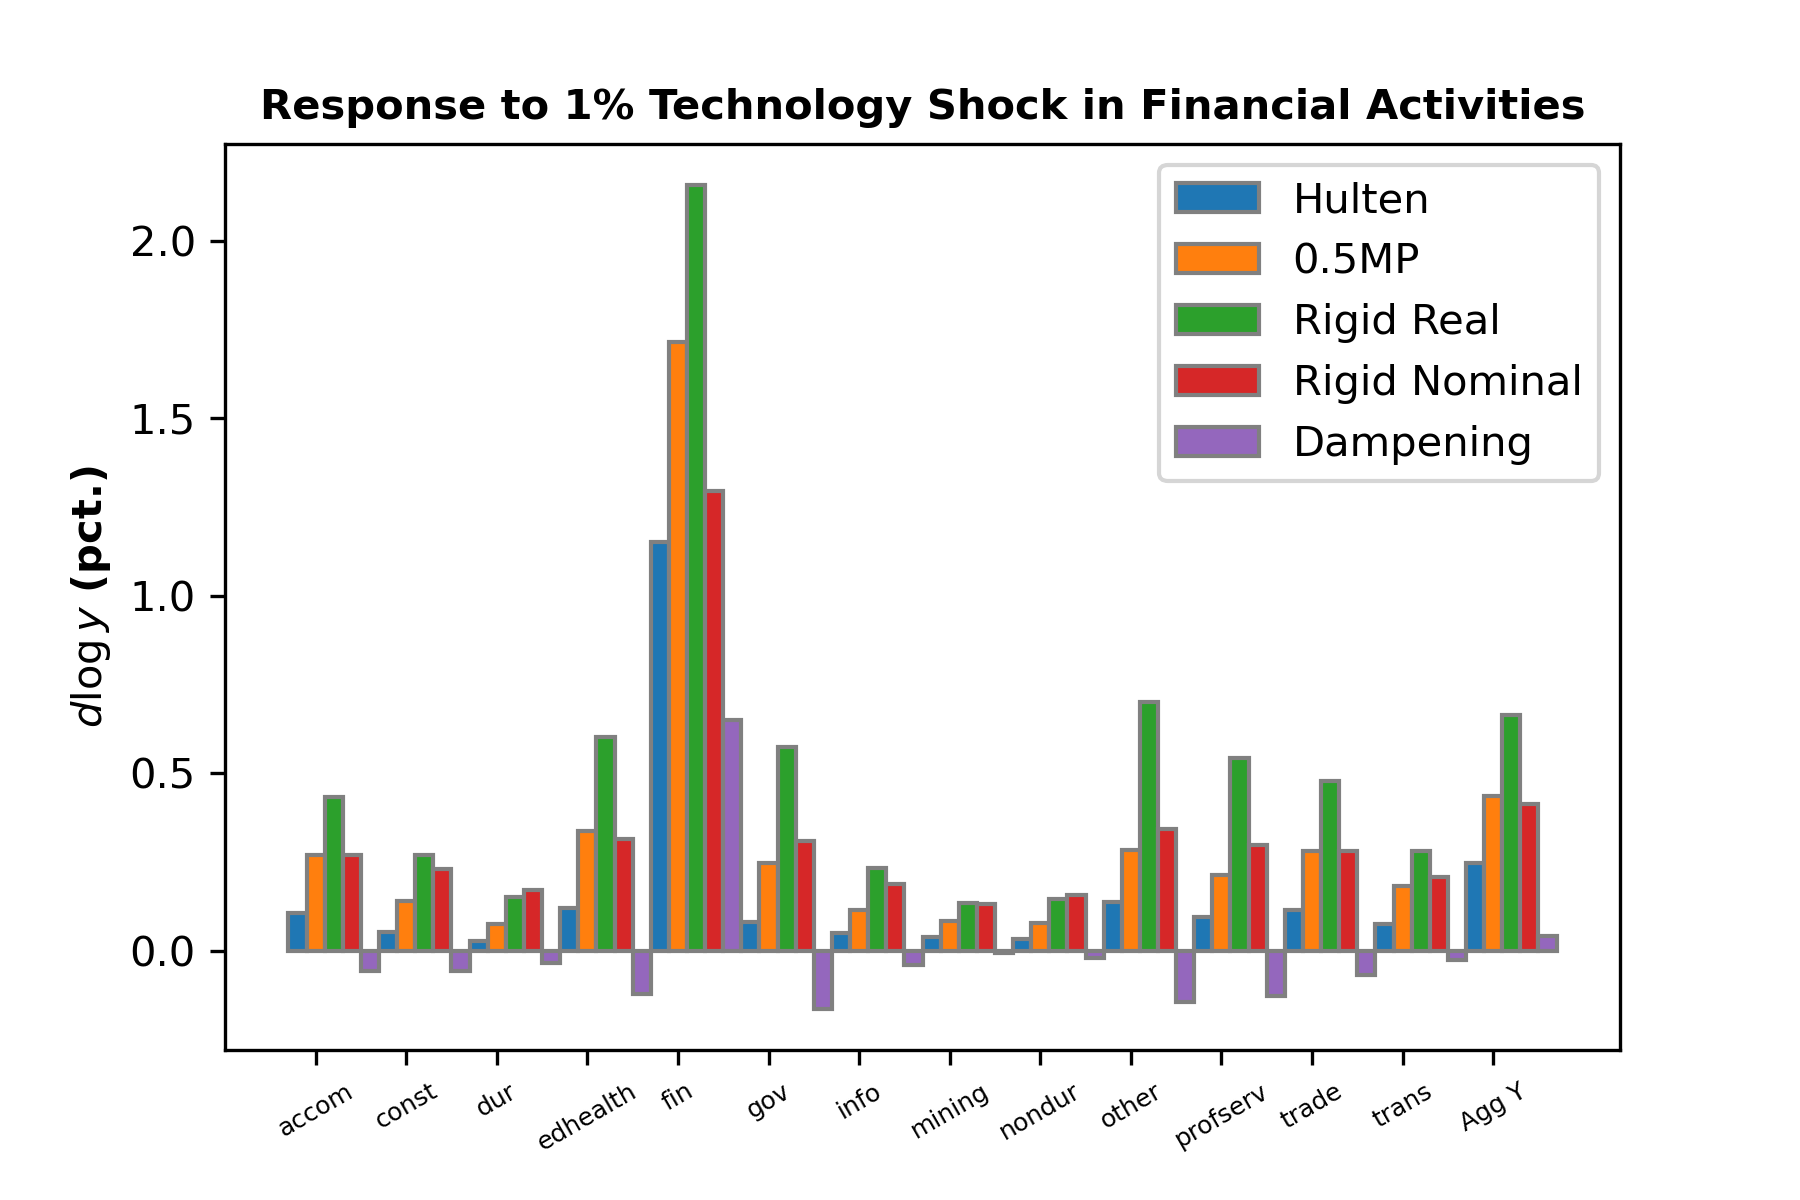 Response to 1% Technology Shock in Financial Activities
dlog y (pct.)
2.0
1.5
1.0
0.5
0.0
Hulten
0.5MP
Rigid Real
Rigid Nominal
Dampening
accom
const
dur
edhealth
fin
gov
info
mining
nondur
other
profserv
trade
trans
Agg Y